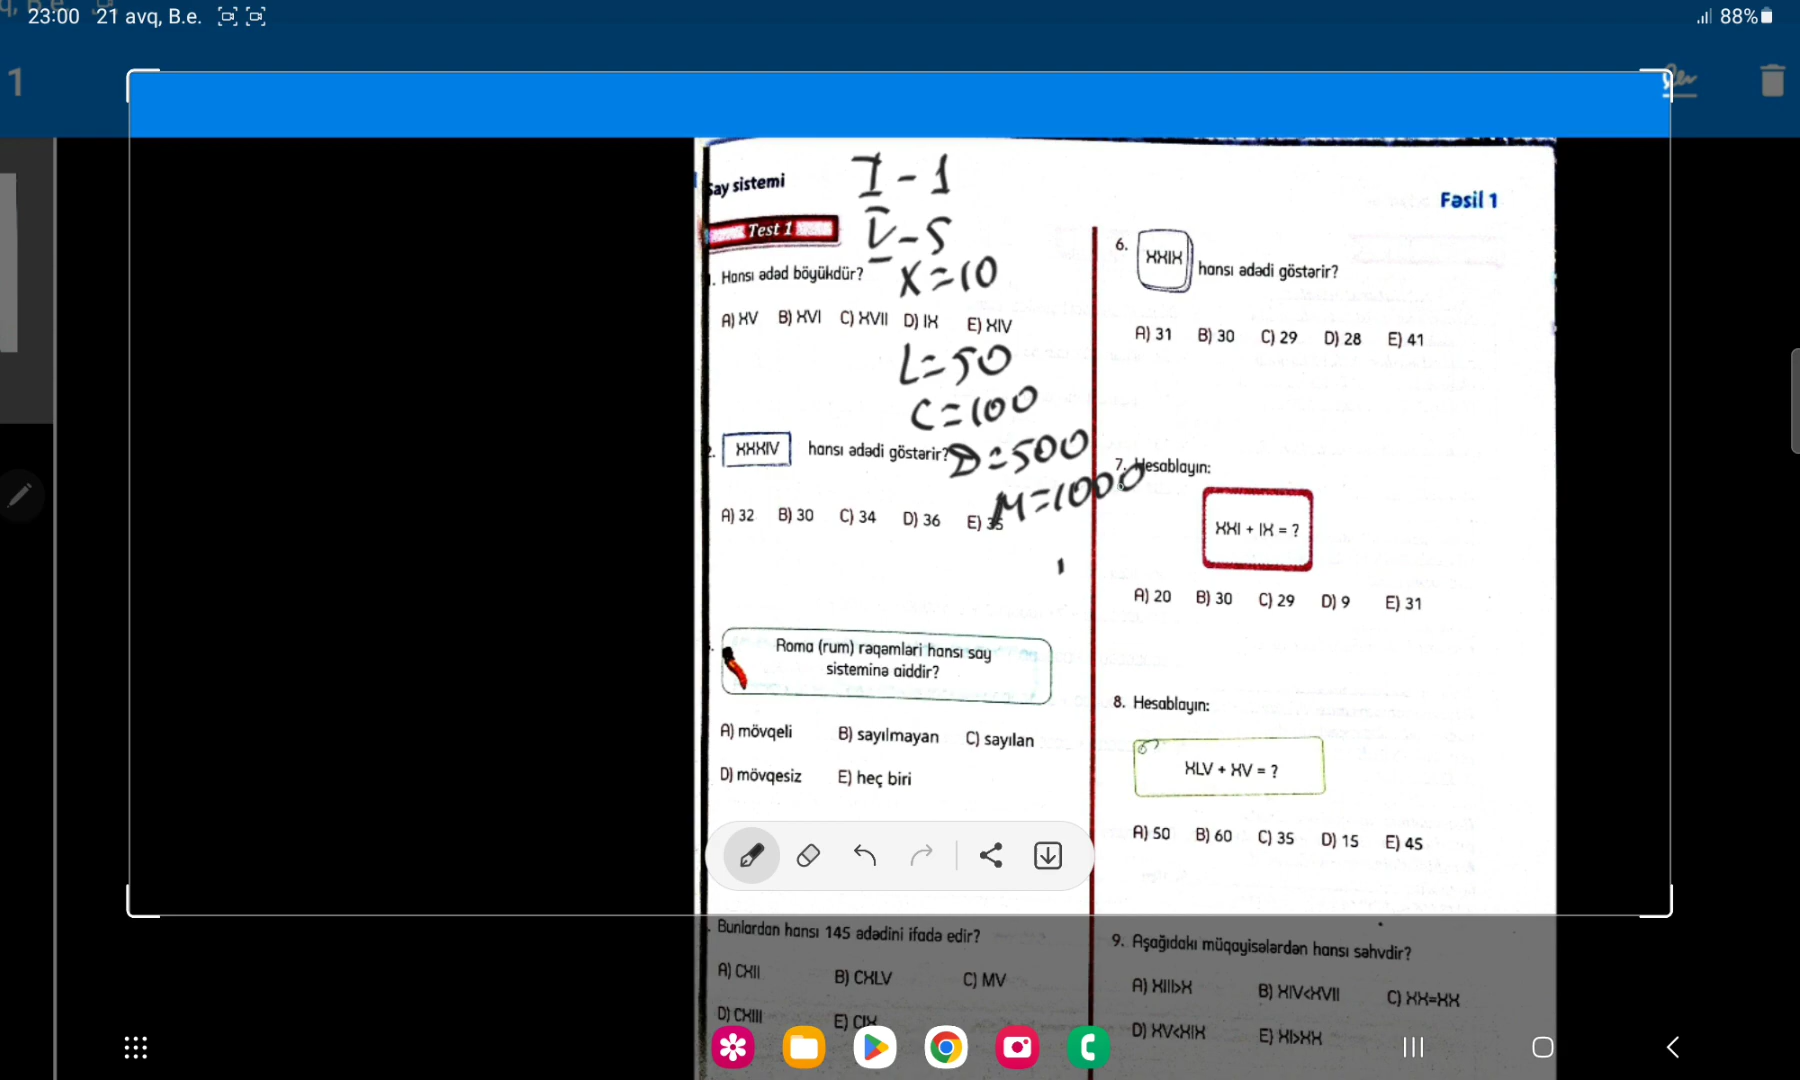 23:00 21 avq, B.e.
88%
1
Say sistemi
I - 1
Fəsil 1
Test 1
V - 5
1. Hansı ədəd böyükdür?
X = 10
A) XV B) XVI C) XVII D) IX E) XIV
L = 50
C = 100
2. XXXIV hansı ədədi göstərir?
D = 500
M = 1000
A) 32 B) 30 C) 34 D) 36 E) 35
Roma (rum) rəqəmləri hansı say
sisteminə aiddir?
A) mövqeli B) sayılmayan C) sayılan
D) mövqesiz E) heç biri
. Bunlardan hansı 145 ədədini ifadə edir?
A) CXII B) CXLV C) MV
D) CXIII E) CIX
6. XXIX hansı ədədi göstərir?
A) 31 B) 30 C) 29 D) 28 E) 41
7. Hesablayın:
XXI + IX = ?
A) 20 B) 30 C) 29 D) 9 E) 31
8. Hesablayın:
XLV + XV = ?
A) 50 B) 60 C) 35 D) 15 E) 45
9. Aşağıdakı müqayisələrdən hansı səhvdir?
A) XIII>X B) XIV<XVII C) XX=XX
D) XV<XIX E) XI>XX